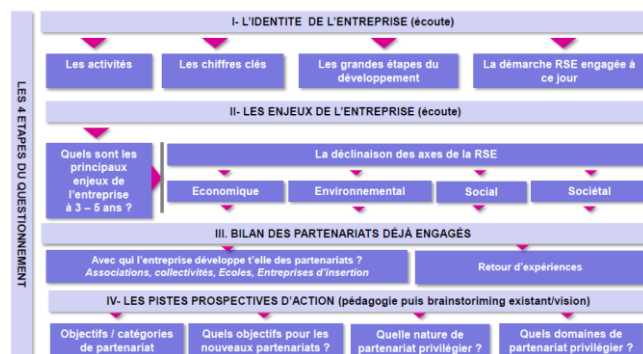 LES 4 ETAPES DU QUESTIONNEMENT
I- L'IDENTITE DE L'ENTREPRISE (écoute)
Les activités
Les chiffres clés
Les grandes étapes du
développement
La démarche RSE engagée à
ce jour
II- LES ENJEUX DE L'ENTREPRISE (écoute)
Quels sont les
principaux
enjeux de
l'entreprise
à 3 – 5 ans ?
La déclinaison des axes de la RSE
Economique
Environnemental
Social
Sociétal
III. BILAN DES PARTENARIATS DÉJÀ ENGAGÉS
Avec qui l'entreprise développe t'elle des partenariats ?
Associations, collectivités, Ecoles, Entreprises d'insertion
Retour d'expériences
IV- LES PISTES PROSPECTIVES D'ACTION (pédagogie puis brainstoriming existant/vision)
Objectifs / catégories
de partenariat
Quels objectifs pour les
nouveaux partenariats ?
Quelle nature de
partenariat privilégier ?
Quels domaines de
partenariat privilégier ?